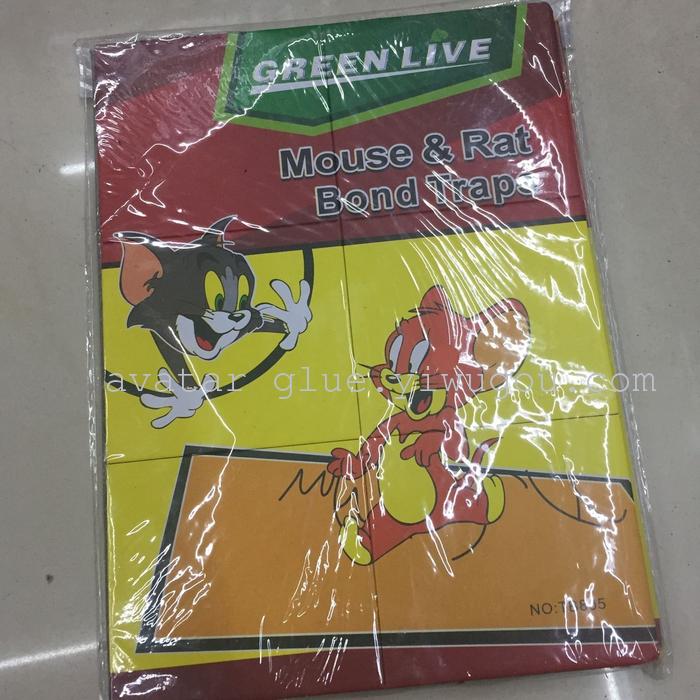 GREEN LIVE
Mouse & Rat
Bond Traps
avatar glue.yiwugou.com